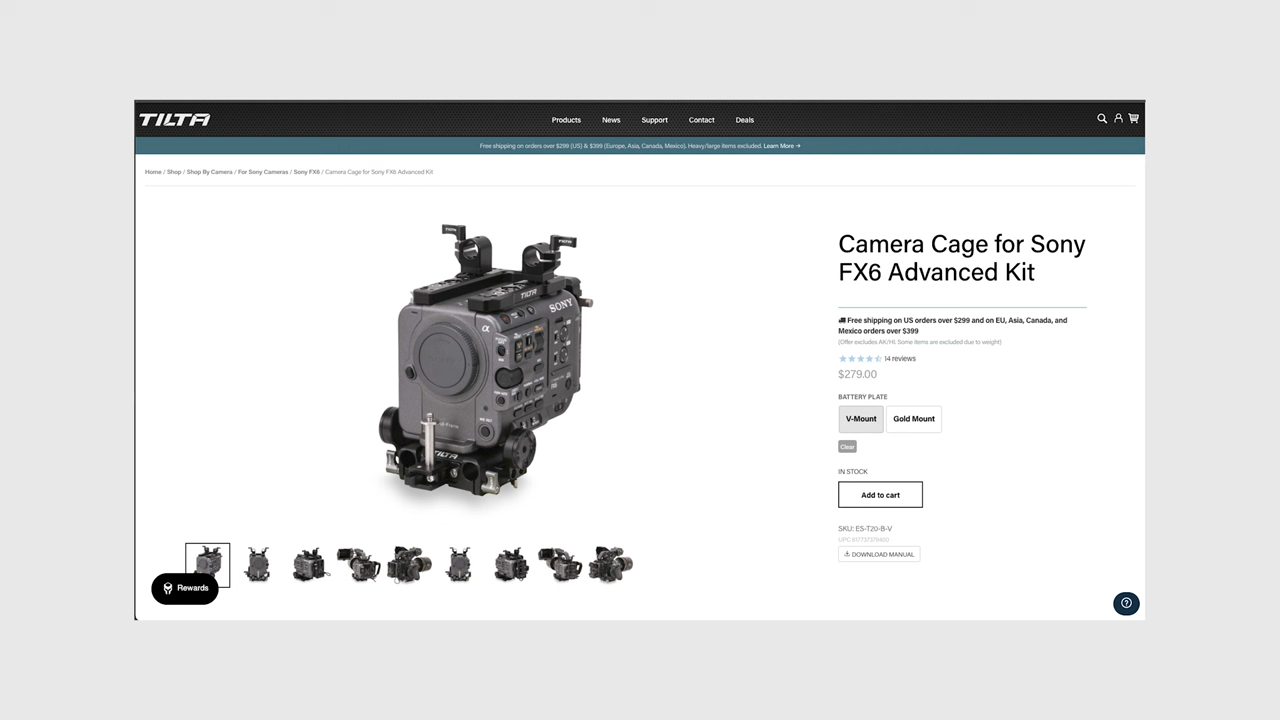 TILTA
Products
News
Support
Contact
Deals
Free shipping on orders over $299 (US) & $399 (Europe, Asia, Canada, Mexico). Heavy/large items excluded. Learn More →
Home / Shop / Shop By Camera / For Sony Cameras / Sony FX6 / Camera Cage for Sony FX6 Advanced Kit
TILTA
SONY
α
TILTA
Camera Cage for Sony
FX6 Advanced Kit
Free shipping on US orders over $299 and on EU, Asia, Canada, and
Mexico orders over $399
(Offer excludes AK/HI. Some items are excluded due to weight)
14 reviews
$279.00
BATTERY PLATE
V-Mount
Gold Mount
Clear
IN STOCK
Add to cart
SKU: ES-T20-B-V
DOWNLOAD MANUAL
Rewards